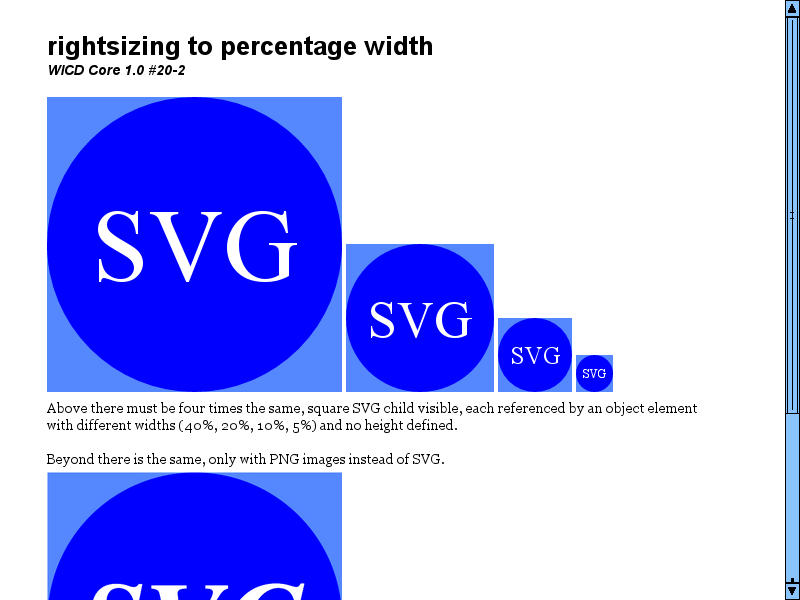 rightsizing to percentage width
WICD Core 1.0 #20-2
SVG
SVG
SVG
SVG
Above there must be four times the same, square SVG child visible, each referenced by an object element
with different widths (40%, 20%, 10%, 5%) and no height defined.
Beyond there is the same, only with PNG images instead of SVG.
SVG